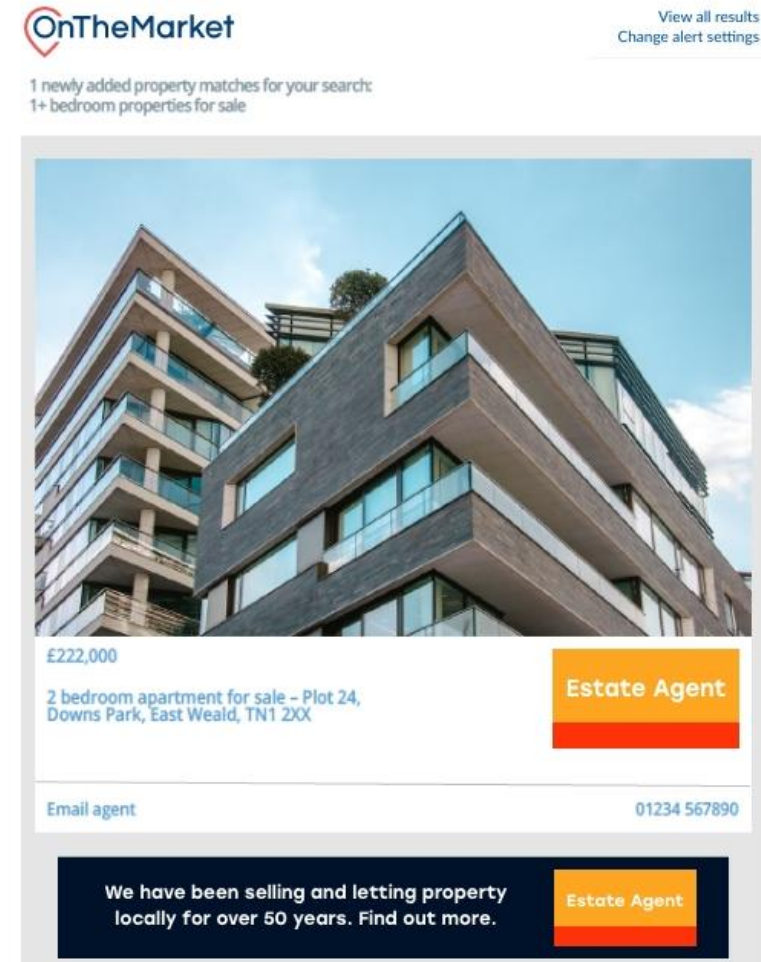 OnTheMarket
View all results
Change alert settings
1 newly added property matches for your search:
1+ bedroom properties for sale
£222,000
2 bedroom apartment for sale – Plot 24,
Downs Park, East Weald, TN1 2XX
Estate Agent
Email agent
01234 567890
We have been selling and letting property
locally for over 50 years. Find out more.
Estate Agent